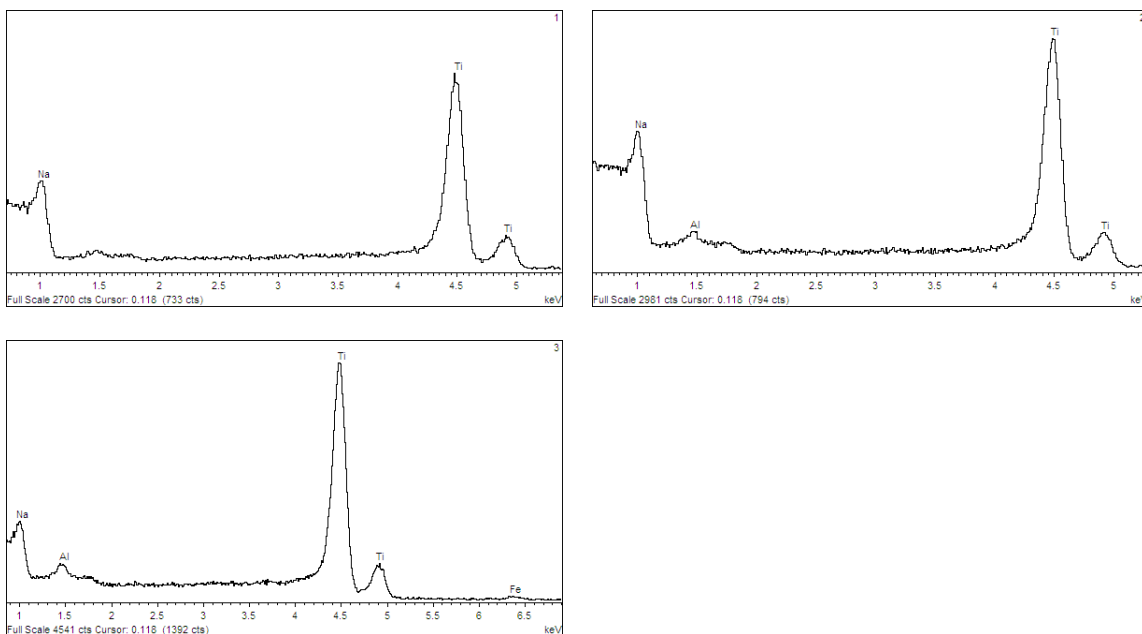 1
Ti
Na
Ti
1 1.5 2 2.5 3 3.5 4 4.5 5
Full Scale 2700 cts Cursor: 0.118 (733 cts) keV
Ti
Na
Al
Ti
1 1.5 2 2.5 3 3.5 4 4.5 5
Full Scale 2981 cts Cursor: 0.118 (794 cts) keV
3
Ti
Na
Al
Ti
Fe
1 1.5 2 2.5 3 3.5 4 4.5 5 5.5 6 6.5
Full Scale 4541 cts Cursor: 0.118 (1392 cts) keV